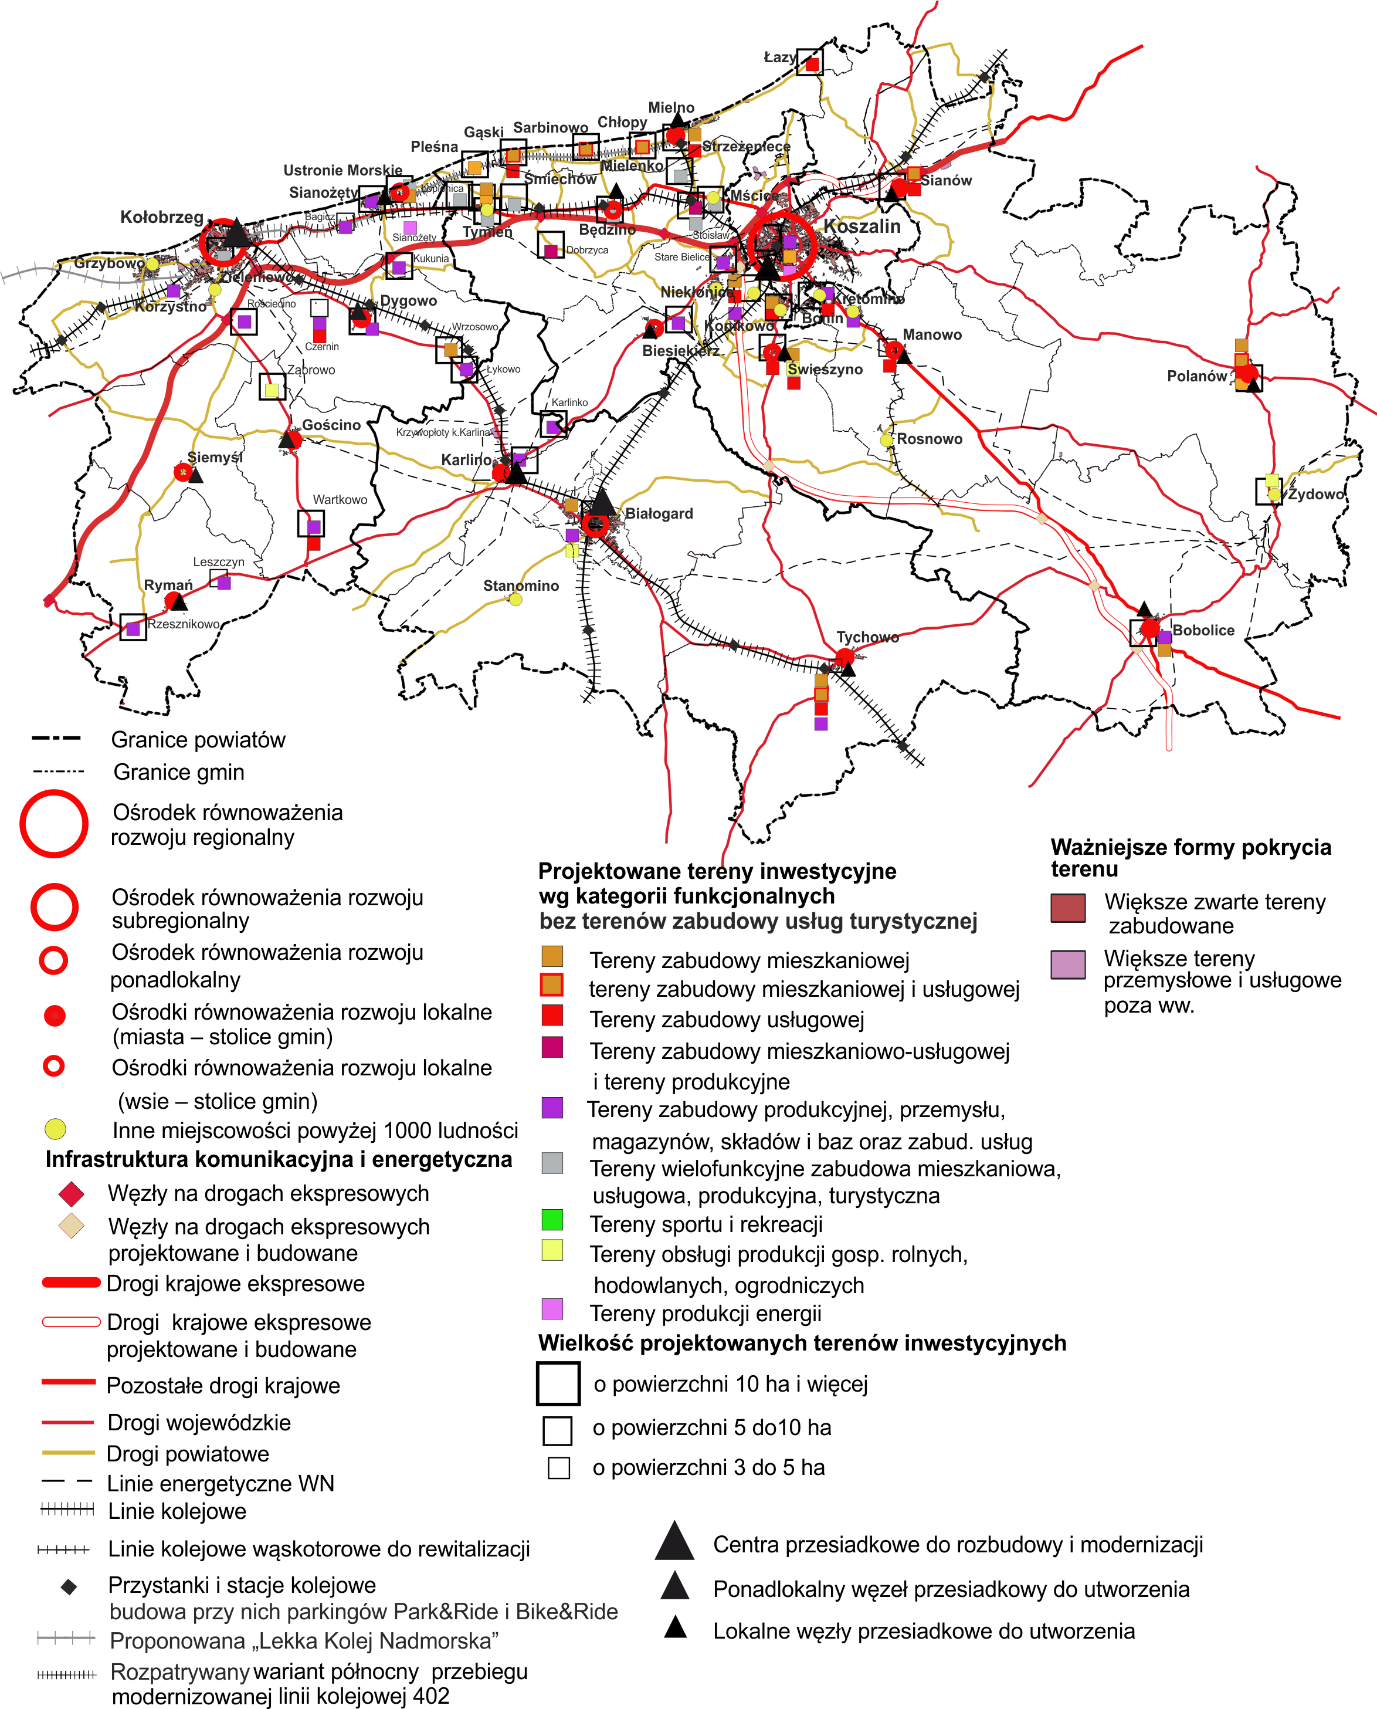 Łazy
Mielno
Chłopy
Sarbinowo
Gąski
Pleśna
Strzeżenice
Mielenko
Ustronie Morskie
Śmiechów
Sianów
Sianożęty
Łopienica
Mścice
Bagicz
Kołobrzeg
Sianożęty
Tymień
Będzino
Stoisław
Koszalin
Dobrzyca
Stare Bielice
Kukunia
Grzybowo
Zieleniewo
Niekłonice
Korzystno
Rościęcino
Dygowo
Kretomino
Bonin
Konikowo
Wrzosowo
Manowo
Czernin
Biesiekierz
Ząbrowo
Łykowo
Świeszyno
Polanów
Karlinko
Gościno
Krzywopłoty k.Karlina
Rosnowo
Siemyśl
Karlino
Żydowo
Wartkowo
Białogard
Leszczyn
Rymań
Stanomino
Rzesznikowo
Bobolice
Tychowo
Granice powiatów
Granice gmin
Ośrodek równoważenia
rozwoju regionalny
Ośrodek równoważenia rozwoju
subregionalny
Ośrodek równoważenia rozwoju
ponadlokalny
Ośrodki równoważenia rozwoju lokalne
(miasta – stolice gmin)
Ośrodki równoważenia rozwoju lokalne
(wsie – stolice gmin)
Inne miejscowości powyżej 1000 ludności
Infrastruktura komunikacyjna i energetyczna
Węzły na drogach ekspresowych
Węzły na drogach ekspresowych
projektowane i budowane
Drogi krajowe ekspresowe
Drogi krajowe ekspresowe
projektowane i budowane
Pozostałe drogi krajowe
Drogi wojewódzkie
Drogi powiatowe
Linie energetyczne WN
Linie kolejowe
Linie kolejowe wąskotorowe do rewitalizacji
Przystanki i stacje kolejowe
budowa przy nich parkingów Park&Ride i Bike&Ride
Proponowana „Lekka Kolej Nadmorska”
Rozpatrywany wariant północny przebiegu
modernizowanej linii kolejowej 402
Projektowane tereny inwestycyjne
wg kategorii funkcjonalnych
bez terenów zabudowy usług turystycznej
Tereny zabudowy mieszkaniowej
tereny zabudowy mieszkaniowej i usługowej
Tereny zabudowy usługowej
Tereny zabudowy mieszkaniowo-usługowej
i tereny produkcyjne
Tereny zabudowy produkcyjnej, przemysłu,
magazynów, składów i baz oraz zabud. usług
Tereny wielofunkcyjne zabudowa mieszkaniowa,
usługowa, produkcyjna, turystyczna
Tereny sportu i rekreacji
Tereny obsługi produkcji gosp. rolnych,
hodowlanych, ogrodniczych
Tereny produkcji energii
Wielkość projektowanych terenów inwestycyjnych
o powierzchni 10 ha i więcej
o powierzchni 5 do10 ha
o powierzchni 3 do 5 ha
Centra przesiadkowe do rozbudowy i modernizacji
Ponadlokalny węzeł przesiadkowy do utworzenia
Lokalne węzły przesiadkowe do utworzenia
Ważniejsze formy pokrycia
terenu
Większe zwarte tereny
zabudowane
Większe tereny
przemysłowe i usługowe
poza ww.